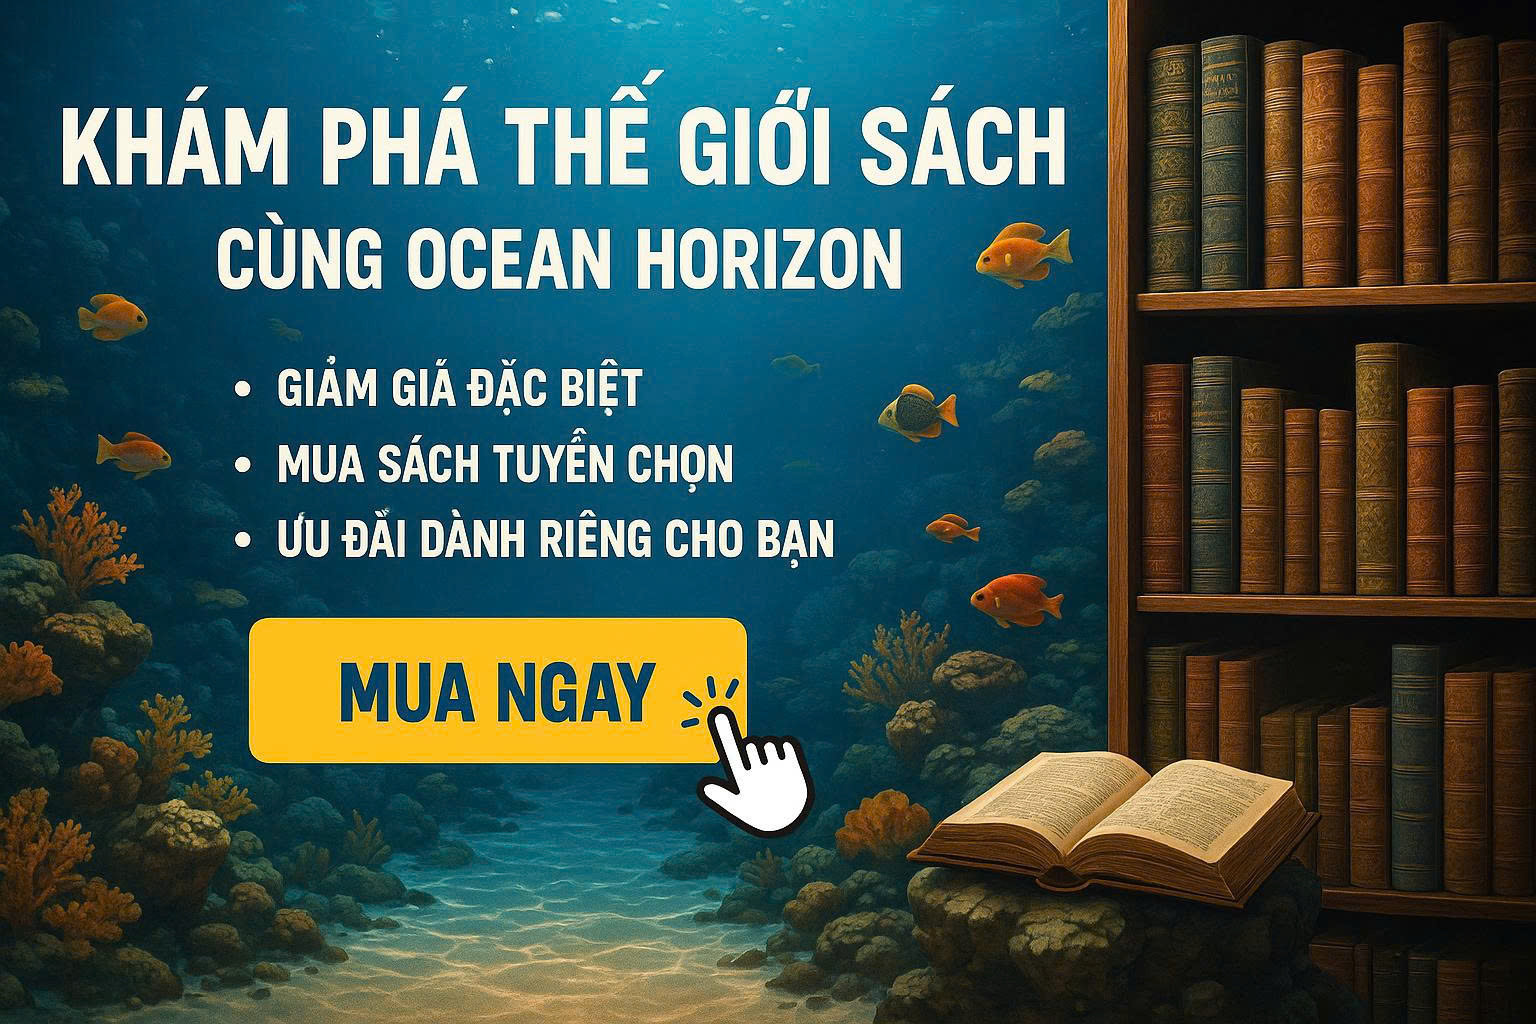 KHÁM PHÁ THẾ GIỚI SÁCH
CÙNG OCEAN HORIZON
• GIẢM GIÃ ĐẶC BIỆT
• MUA SÁCH TUYỂN CHỌN
• ƯU ĐÃI DÀNH RIÊNG CHO BẠN
MUA NGAY